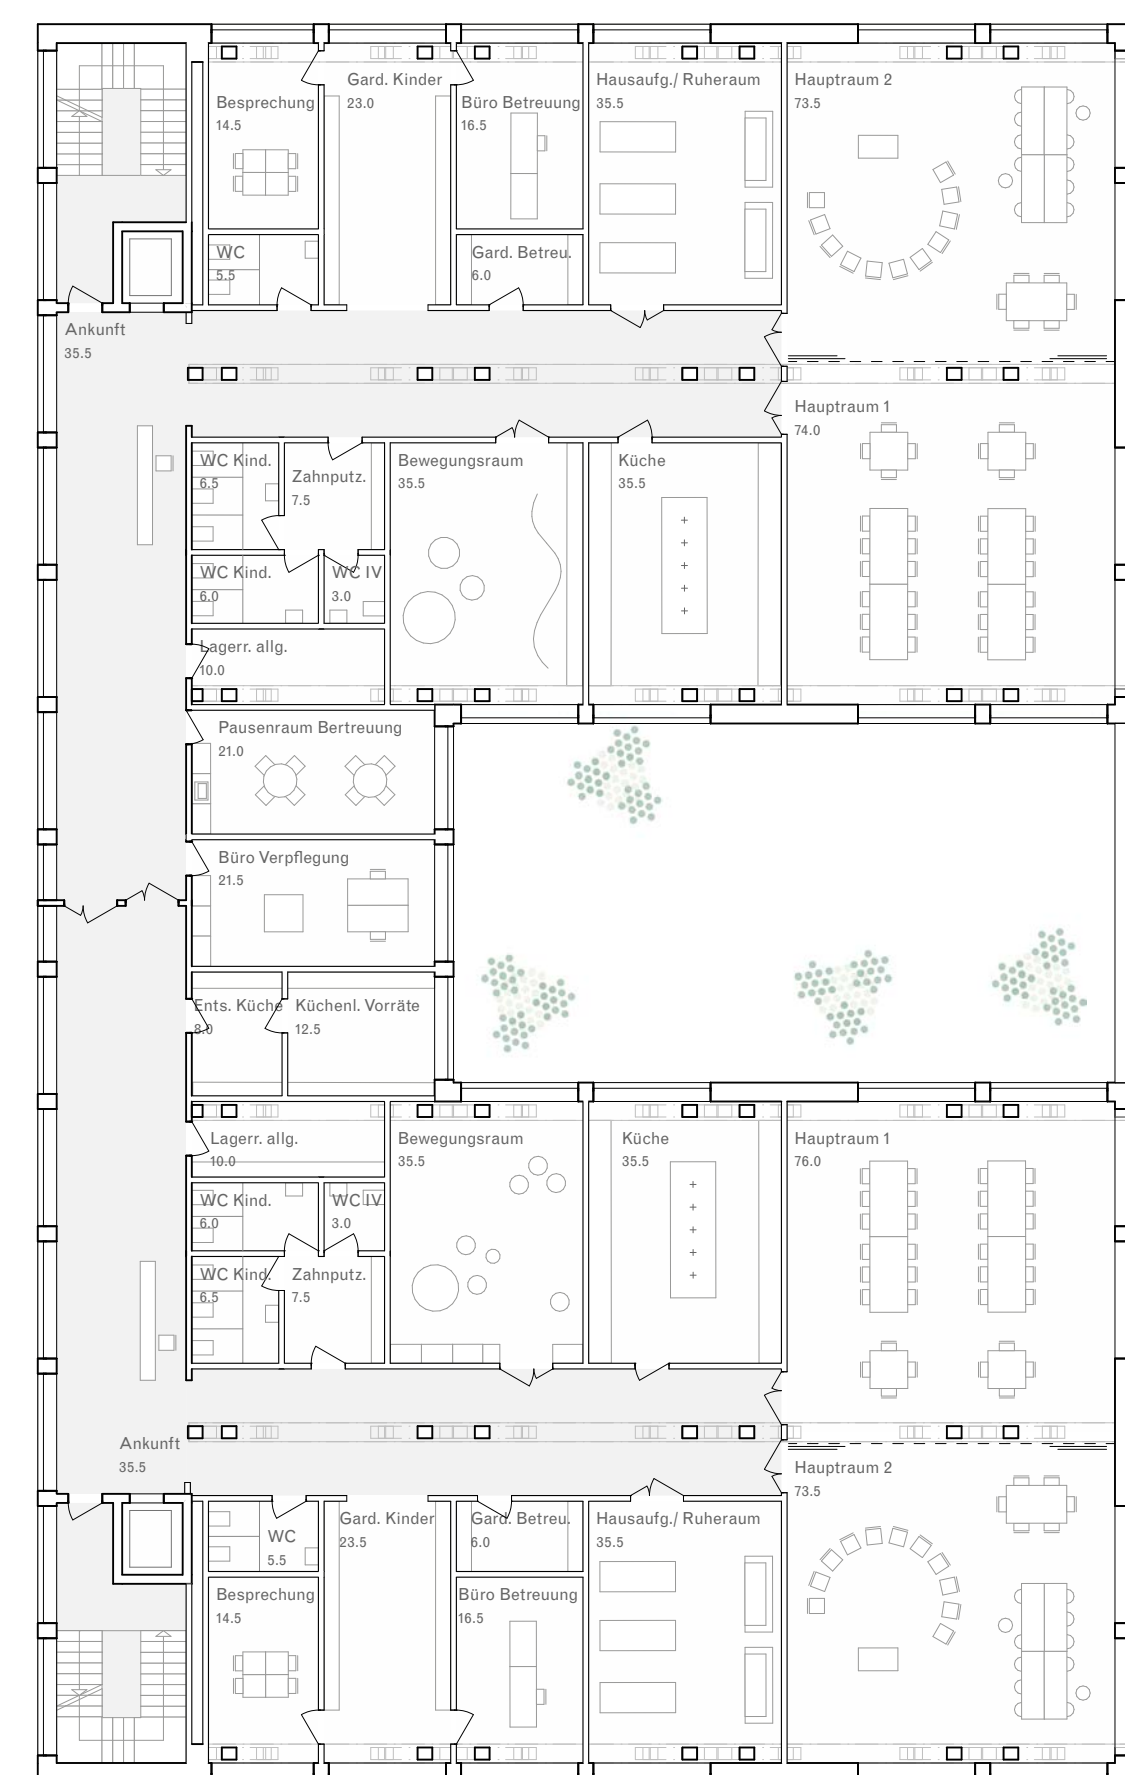 Besprechung
14.5
Gard. Kinder
23.0
Büro Betreuung
16.5
Hausaufg./ Ruheraum
35.5
Hauptraum 2
73.5
WC
5.5
Gard. Betreu.
6.0
Ankunft
35.5
Hauptraum 1
74.0
WC Kind.
6.5
Zahnputz.
7.5
Bewegungsraum
35.5
Küche
35.5
WC Kind.
6.0
WC IV
3.0
Lagerr. allg.
10.0
Pausenraum Bertreuung
21.0
Büro Verpflegung
21.5
Ents. Küche
8.0
Küchenl. Vorräte
12.5
Lagerr. allg.
10.0
Bewegungsraum
35.5
Küche
35.5
Hauptraum 1
76.0
WC Kind.
6.0
WC IV
3.0
WC Kind.
6.5
Zahnputz.
7.5
Ankunft
35.5
Hauptraum 2
73.5
WC
5.5
Gard. Kinder
23.5
Gard. Betreu.
6.0
Hausaufg./ Ruheraum
35.5
Besprechung
14.5
Büro Betreuung
16.5